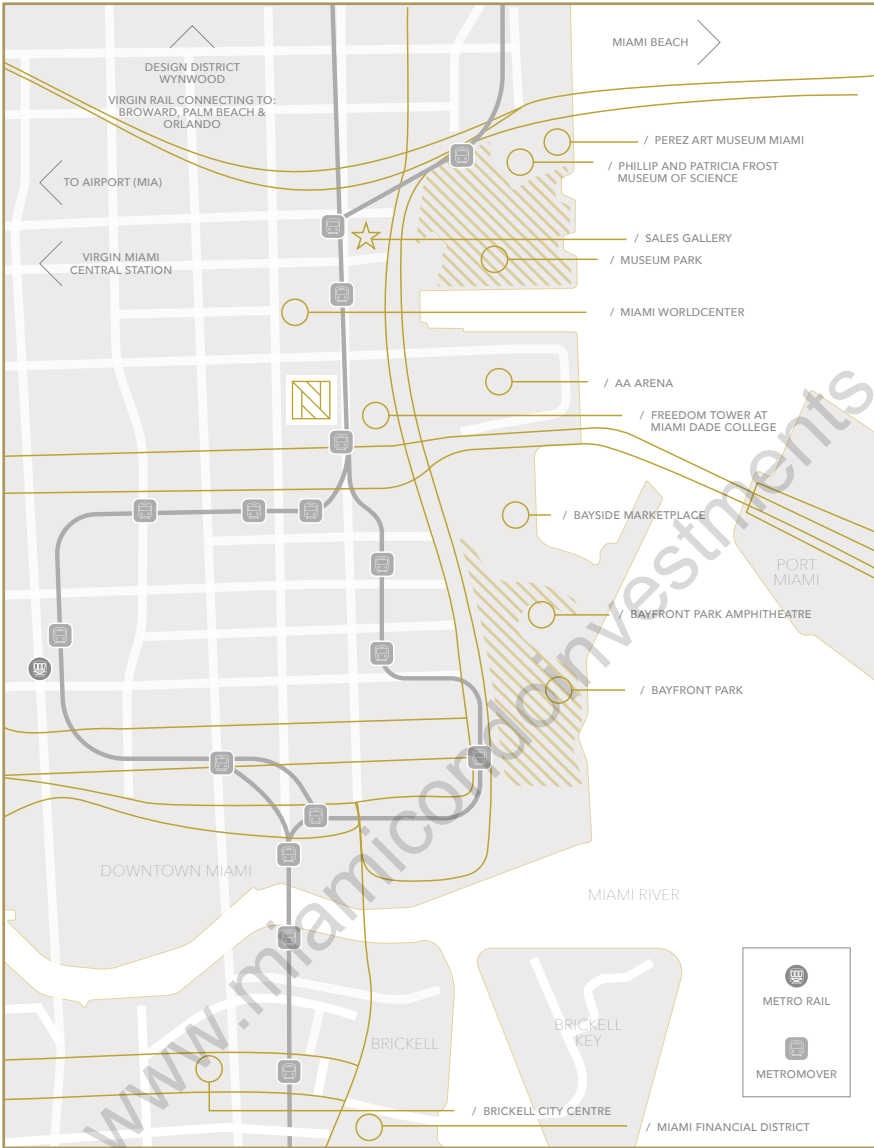 MIAMI BEACH
DESIGN DISTRICT
WYNWOOD
VIRGIN RAIL CONNECTING TO:
BROWARD, PALM BEACH &
ORLANDO
/ PEREZ ART MUSEUM MIAMI
/ PHILLIP AND PATRICIA FROST
MUSEUM OF SCIENCE
TO AIRPORT (MIA)
/ SALES GALLERY
VIRGIN MIAMI
CENTRAL STATION
/ MUSEUM PARK
/ MIAMI WORLDCENTER
/ AA ARENA
/ FREEDOM TOWER AT
MIAMI DADE COLLEGE
/ BAYSIDE MARKETPLACE
PORT
MIAMI
/ BAYFRONT PARK AMPHITHEATRE
/ BAYFRONT PARK
DOWNTOWN MIAMI
MIAMI RIVER
METRO RAIL
BRICKELL
BRICKELL
KEY
METROMOVER
/ BRICKELL CITY CENTRE
/ MIAMI FINANCIAL DISTRICT
www.miamicondoinvestments